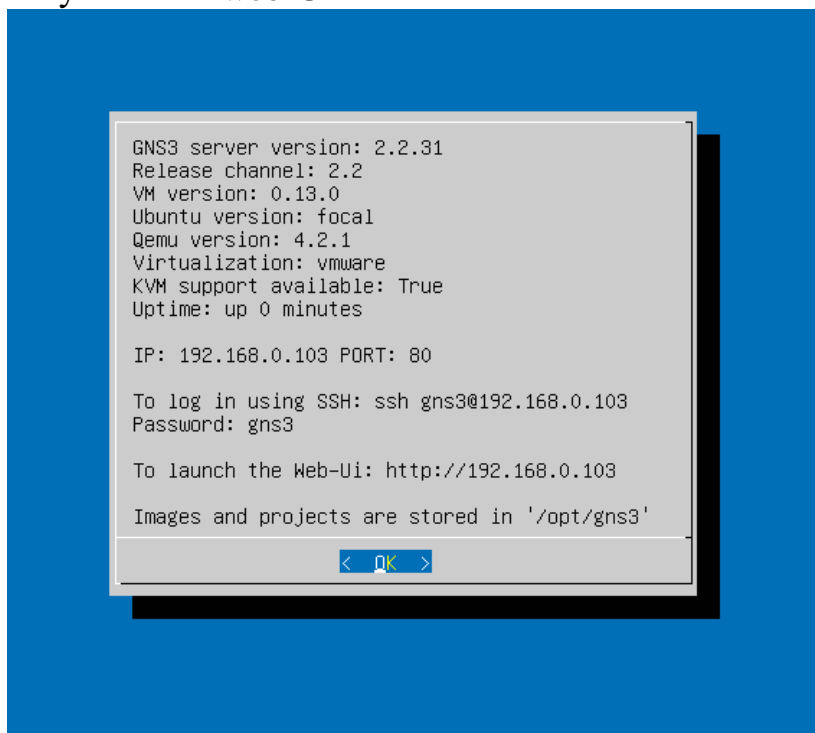 GNS3 server version: 2.2.31
Release channel: 2.2
VM version: 0.13.0
Ubuntu version: focal
Qemu version: 4.2.1
Virtualization: vmware
KVM support available: True
Uptime: up 0 minutes
IP: 192.168.0.103 PORT: 80
To log in using SSH: ssh gns3@192.168.0.103
Password: gns3
To launch the Web-Ui: http://192.168.0.103
Images and projects are stored in '/opt/gns3'
< OK >